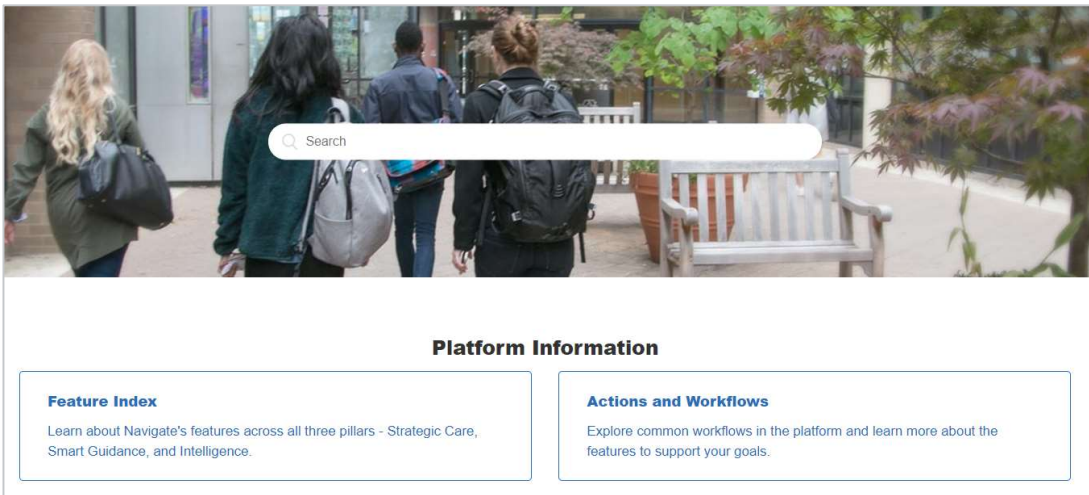 Search
Platform Information
Feature Index
Learn about Navigate's features across all three pillars - Strategic Care,
Smart Guidance, and Intelligence.
Actions and Workflows
Explore common workflows in the platform and learn more about the
features to support your goals.